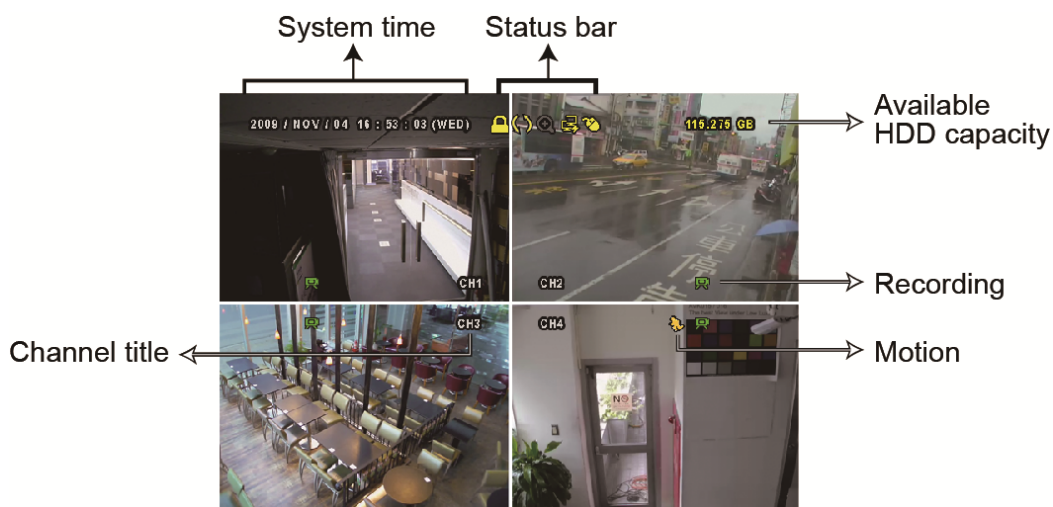 System time
Status bar
2009 / NOV / 04 16 : 53 : 03 (WED)
115.275 GB
Available
HDD capacity
CH1
CH2
Recording
CH3
CH4
Channel title
Motion
NO